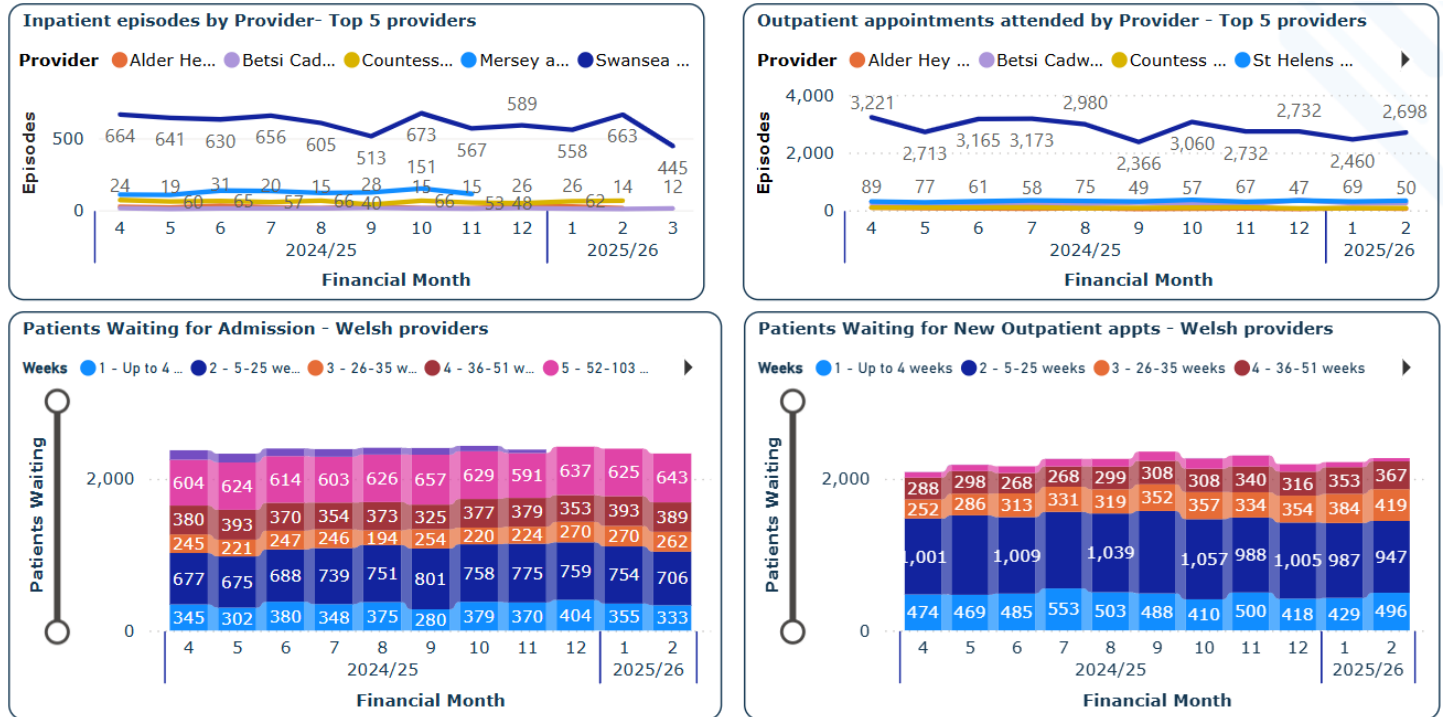 Inpatient episodes by Provider- Top 5 providers
Provider Alder He... Betsi Cad... Countess... Mersey a... Swansea ...
Episodes
500
0
664 641 630 656 605 513 673 567 589 558 663 445
151
24 19 31 20 15 28 15 15 26 26 14 12
60 65 57 66 40 66 53 48 62
4 5 6 7 8 9 10 11 12 1 2 3
2024/25 2025/26
Financial Month
Outpatient appointments attended by Provider - Top 5 providers
Provider Alder Hey ... Betsi Cadw... Countess ... St Helens ...
Episodes
4,000
2,000
0
3,221 2,713 3,165 3,173 2,980 2,366 3,060 2,732 2,732 2,460 2,698
89 77 61 58 75 49 57 67 47 69 50
4 5 6 7 8 9 10 11 12 1 2
2024/25 2025/26
Financial Month
Patients Waiting for Admission - Welsh providers
Weeks 1 - Up to 4 ... 2 - 5-25 we... 3 - 26-35 w... 4 - 36-51 w... 5 - 52-103 ...
Patients Waiting
2,000
0
604 624 614 603 626 657 629 591 637 625 643
380 393 370 354 373 325 377 379 353 393 389
245 221 247 246 194 254 220 224 270 270 262
677 675 688 739 751 801 758 775 759 754 706
345 302 380 348 375 280 379 370 404 355 333
4 5 6 7 8 9 10 11 12 1 2
2024/25 2025/26
Financial Month
Patients Waiting for New Outpatient appts - Welsh providers
Weeks 1 - Up to 4 weeks 2 - 5-25 weeks 3 - 26-35 weeks 4 - 36-51 weeks
Patients Waiting
2,000
0
288 298 268 268 299 308 308 340 316 353 367
252 286 313 331 319 352 357 334 354 384 419
1,001 1,009 1,039 1,057 988 1,005 987 947
474 469 485 553 503 488 410 500 418 429 496
4 5 6 7 8 9 10 11 12 1 2
2024/25 2025/26
Financial Month